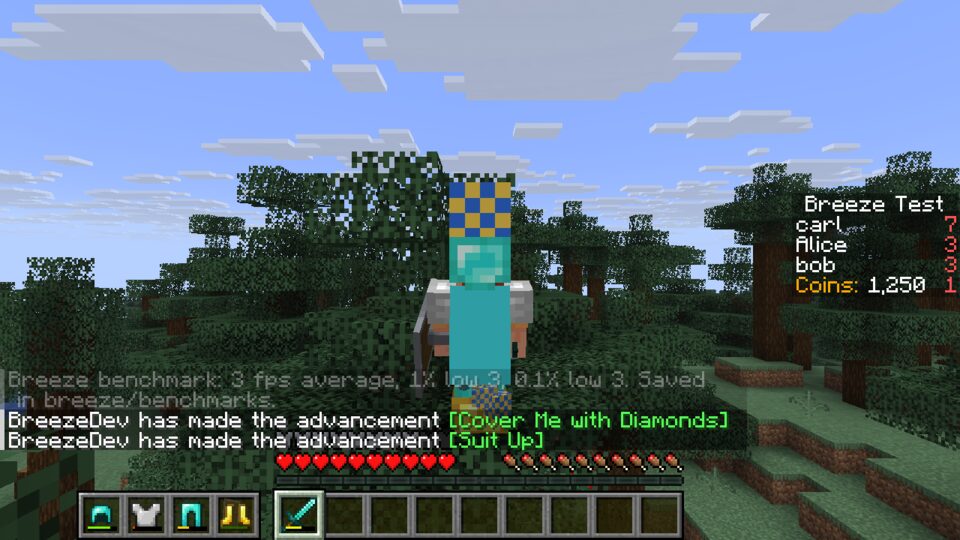 Breeze Test
carl 7
Alice 3
bob 3
Coins: 1,250 1
Breeze benchmark: 3 fps average, 1% low 3, 0.1% low 3. Saved
in breeze/benchmarks.
BreezeDev has made the advancement [Cover Me with Diamonds]
BreezeDev has made the advancement [Suit Up]